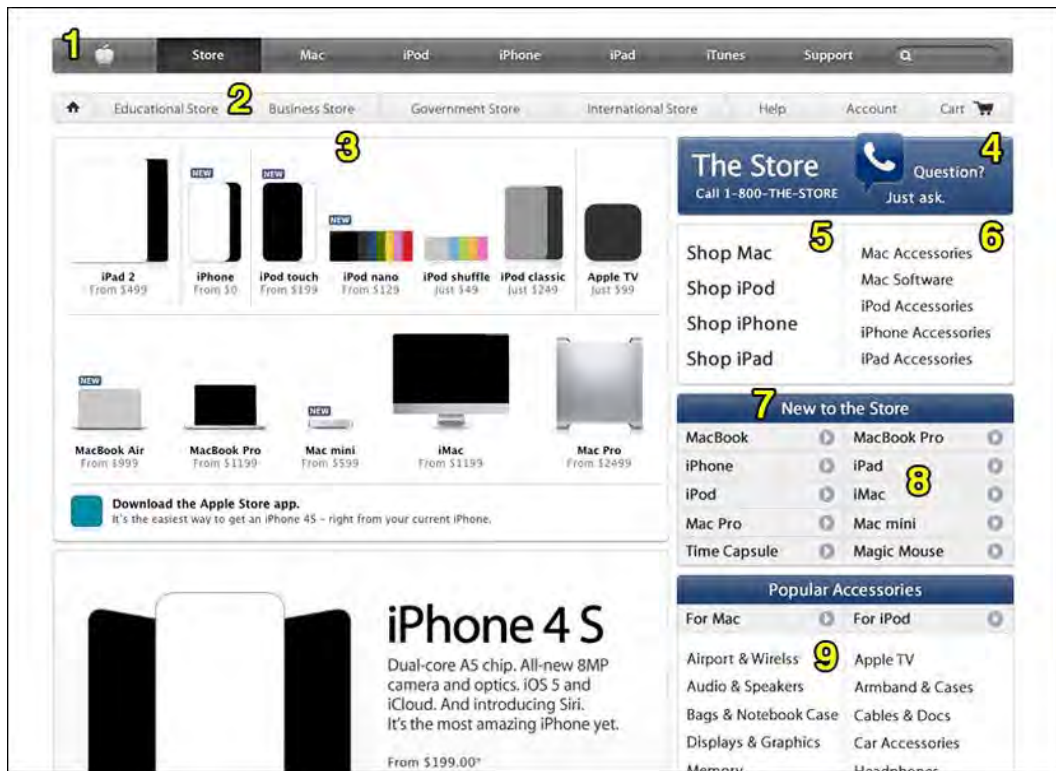 1
Store Mac iPod iPhone iPad iTunes Support
2
Educational Store Business Store Government Store International Store Help Account Cart
3
NEW NEW NEW
iPad 2 iPhone iPod touch iPod nano iPod shuffle iPod classic Apple TV
From $499 From $0 From $199 From $129 Just $49 Just $249 Just $99
NEW NEW
MacBook Air MacBook Pro Mac mini iMac Mac Pro
From $999 From $1199 From $599 From $1199 From $2499
Download the Apple Store app.
It's the easiest way to get an iPhone 4S – right from your current iPhone.
iPhone 4 S
Dual-core A5 chip. All-new 8MP
camera and optics. iOS 5 and
iCloud. And introducing Siri.
It's the most amazing iPhone yet.
From $199.00*
4
The Store
Call 1-800-THE-STORE
Question?
Just ask.
5
Shop Mac
Shop iPod
Shop iPhone
Shop iPad
6
Mac Accessories
Mac Software
iPod Accessories
iPhone Accessories
iPad Accessories
7
New to the Store
8
MacBook MacBook Pro
iPhone iPad
iPod iMac
Mac Pro Mac mini
Time Capsule Magic Mouse
Popular Accessories
For Mac For iPod
9
Airport & Wirelss Apple TV
Audio & Speakers Armband & Cases
Bags & Notebook Case Cables & Docs
Displays & Graphics Car Accessories
Memory Headphones